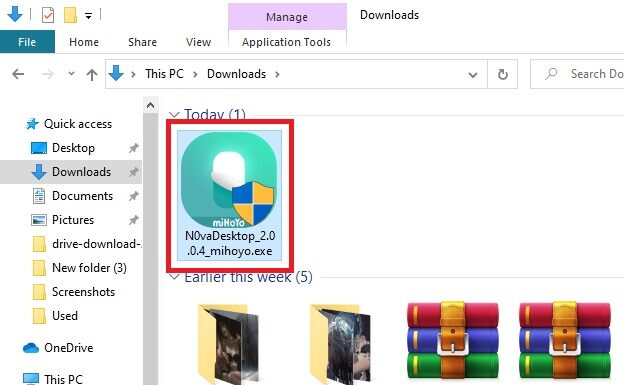 Manage
Downloads
File
Home
Share
View
Application Tools
This PC
Downloads
Search Do
Quick access
Desktop
Downloads
Documents
Pictures
drive-download-
New folder (3)
Screenshots
Used
OneDrive
This PC
Today (1)
miHoYo
N0vaDesktop_2.0
.0.4_mihoyo.exe
Earlier this week (5)